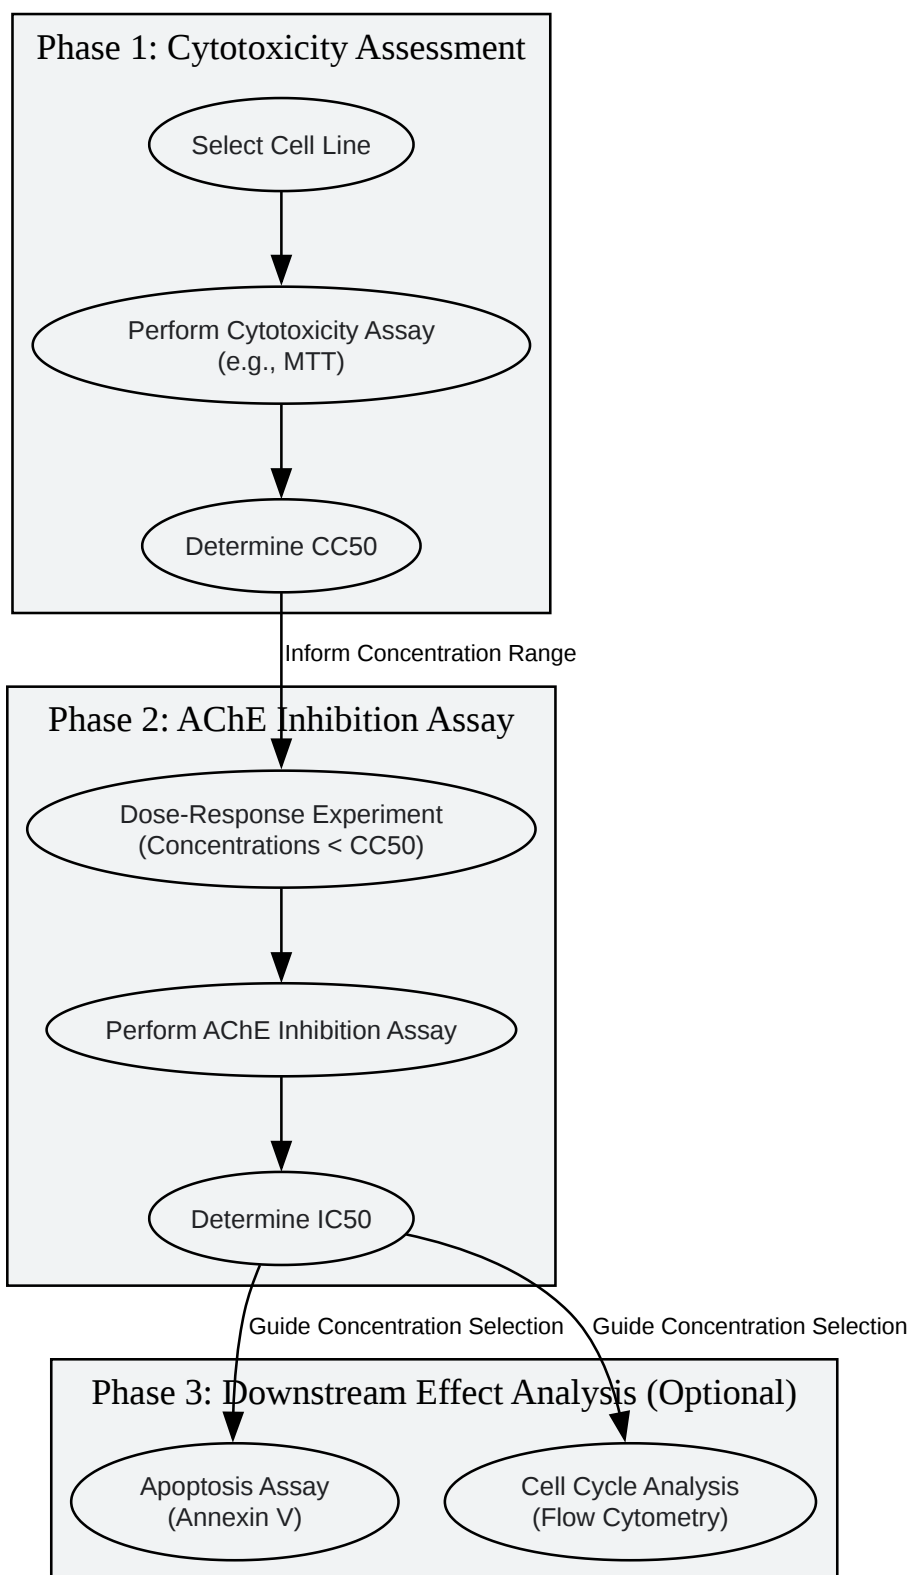 Phase 1: Cytotoxicity Assessment
Select Cell Line
Perform Cytotoxicity Assay
(e.g., MTT)
Determine CC50
Inform Concentration Range
Phase 2: AChE Inhibition Assay
Dose-Response Experiment
(Concentrations < CC50)
Perform AChE Inhibition Assay
Determine IC50
Guide Concentration Selection
Guide Concentration Selection
Phase 3: Downstream Effect Analysis (Optional)
Apoptosis Assay
(Annexin V)
Cell Cycle Analysis
(Flow Cytometry)